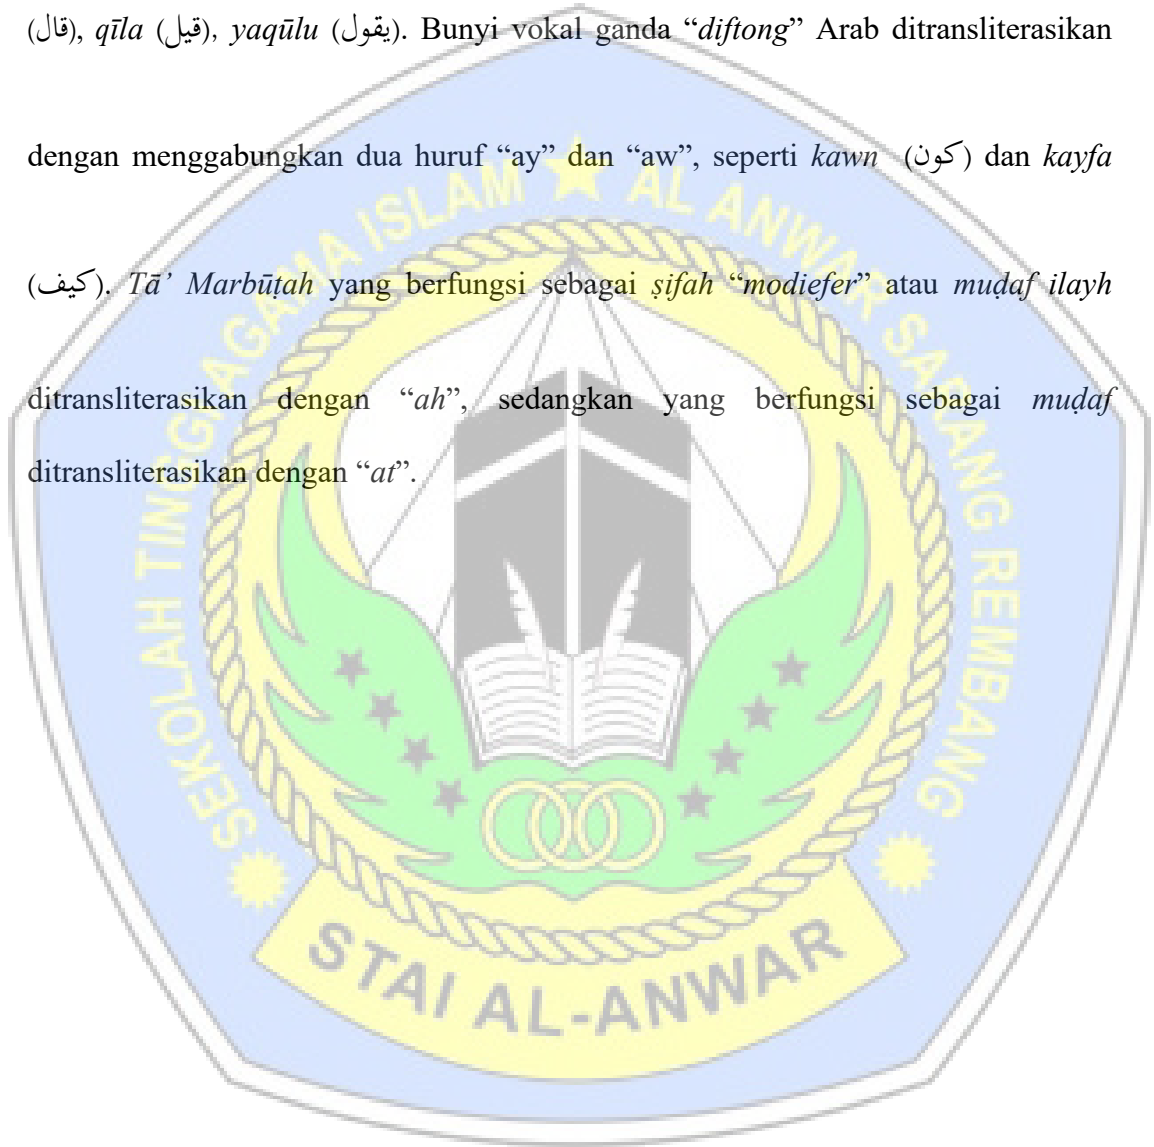 (قال), qīla (قيل), yaqūlu (يقول). Bunyi vokal ganda “diftong” Arab ditransliterasikan
dengan menggabungkan dua huruf “ay” dan “aw”, seperti kawn (كون) dan kayfa
(كيف). Tā’ Marbūṭah yang berfungsi sebagai ṣifah “modiefer” atau muḍaf ilayh
ditransliterasikan dengan “ah”, sedangkan yang berfungsi sebagai muḍaf
ditransliterasikan dengan “at”.
SEKOLAH TINGGI AGAMA ISLAM AL ANWAR SARANG REMBANG
STAI AL-ANWAR